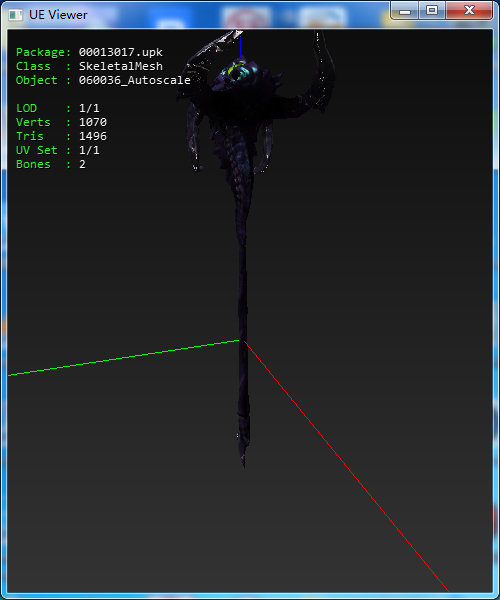 UE Viewer
Package: 00013017.upk
Class : SkeletalMesh
Object : 060036_Autoscale
LOD : 1/1
Verts : 1070
Tris : 1496
UV Set : 1/1
Bones : 2